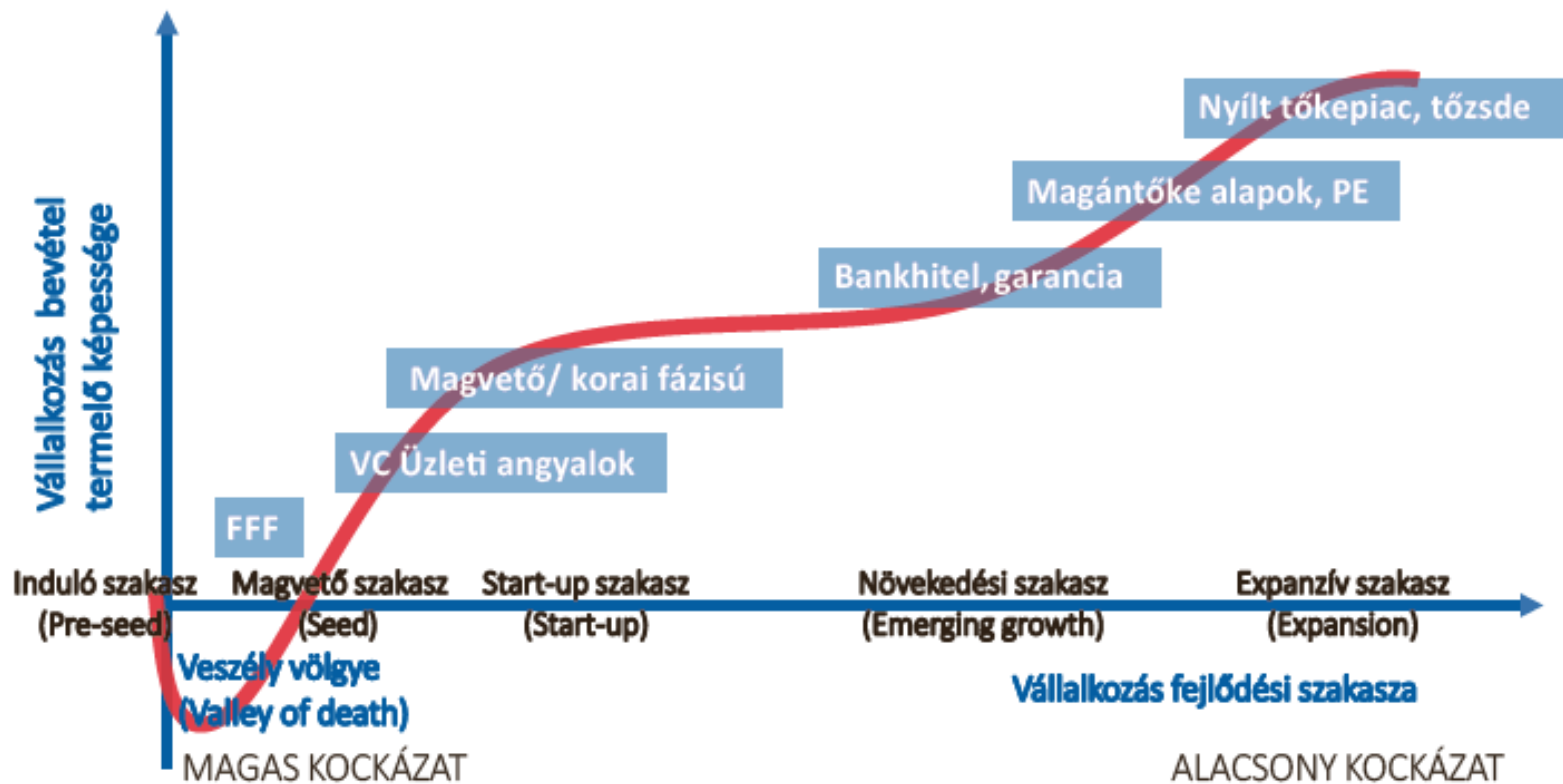 Nyílt tőkepiac, tőzsde
Magántőke alapok, PE
Bankhitel, garancia
Magvető/ korai fázisú
VC Üzleti angyalok
FFF
Vállalkozás bevétel
termelő képessége
Induló szakasz
(Pre-seed)
Magvető szakasz
(Seed)
Start-up szakasz
(Start-up)
Növekedési szakasz
(Emerging growth)
Expanzív szakasz
(Expansion)
Veszély völgye
(Valley of death)
Vállalkozás fejlődési szakasza
MAGAS KOCKÁZAT
ALACSONY KOCKÁZAT